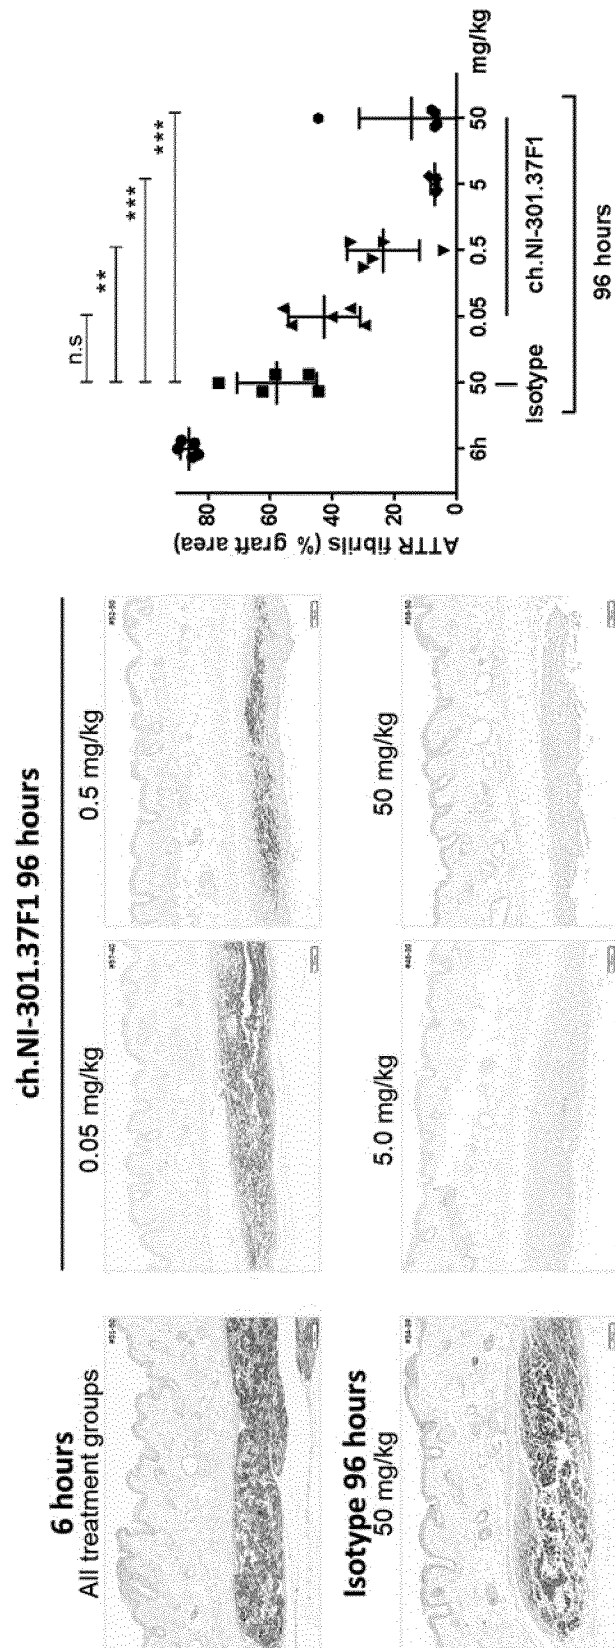 ch.NI-301.37F1 96 hours
6 hours
All treatment groups
0.05 mg/kg
0.5 mg/kg
Isotype 96 hours
50 mg/kg
5.0 mg/kg
50 mg/kg
n.s
**
***
***
ATTR fibrils (% graft area)
80
60
40
20
0
6h
50
0.05
0.5
5
50
mg/kg
Isotype
ch.NI-301.37F1
96 hours